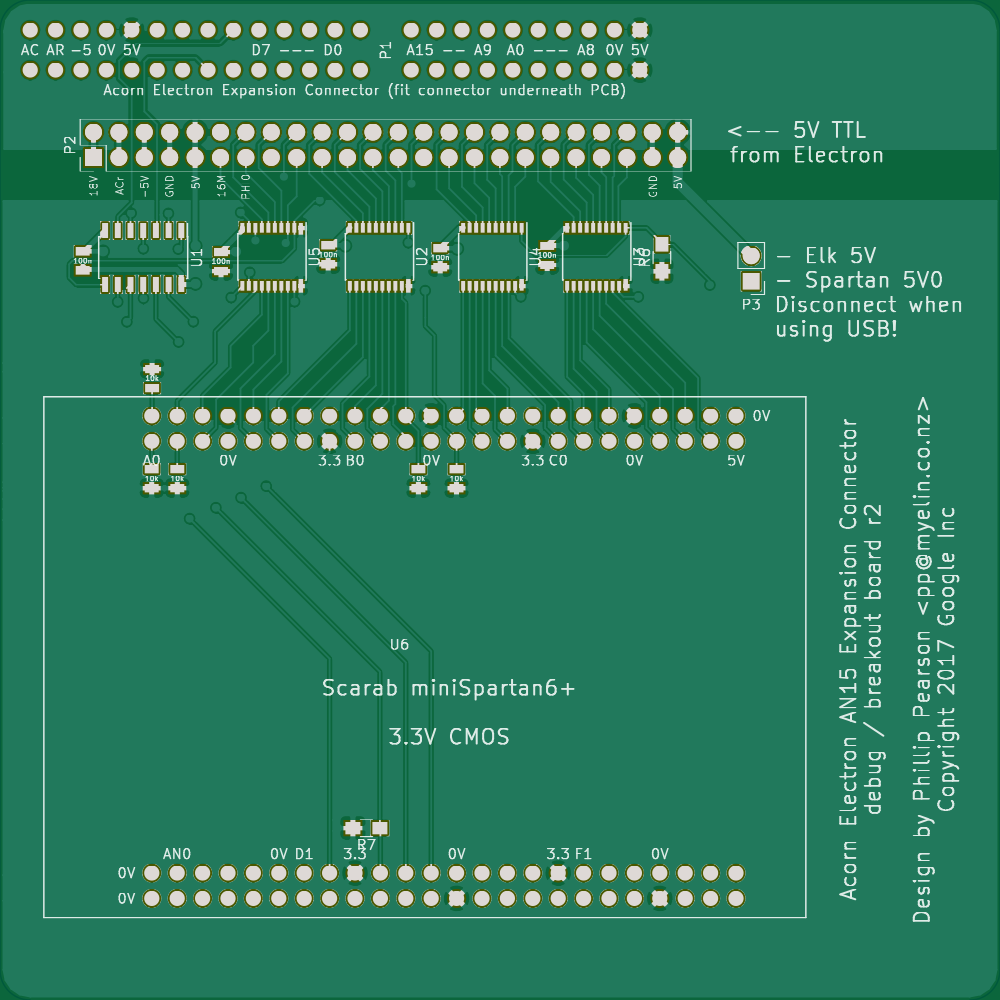 AC AR -5 0V 5V D7 --- D0 P1 A15 -- A9 A0 --- A8 0V 5V
Acorn Electron Expansion Connector (fit connector underneath PCB)
P2
<-- 5V TTL
from Electron
18V ACr -5V GND 5V 16M PH0 GND 5V
100n U1 100n U5 100n U2 100n U4 100n U3
- Elk 5V
- Spartan 5V0
P3 Disconnect when
using USB!
10k
0V
A0 0V 3.3 B0 0V 3.3 C0 0V 5V
10k 10k 10k 10k
U6
Scarab miniSpartan6+
3.3V CMOS
R7
AN0 0V D1 3.3 0V 3.3 F1 0V
0V
0V
Acorn Electron AN15 Expansion Connector
debug / breakout board r2
Design by Phillip Pearson <pp@myelin.co.nz>
Copyright 2017 Google Inc